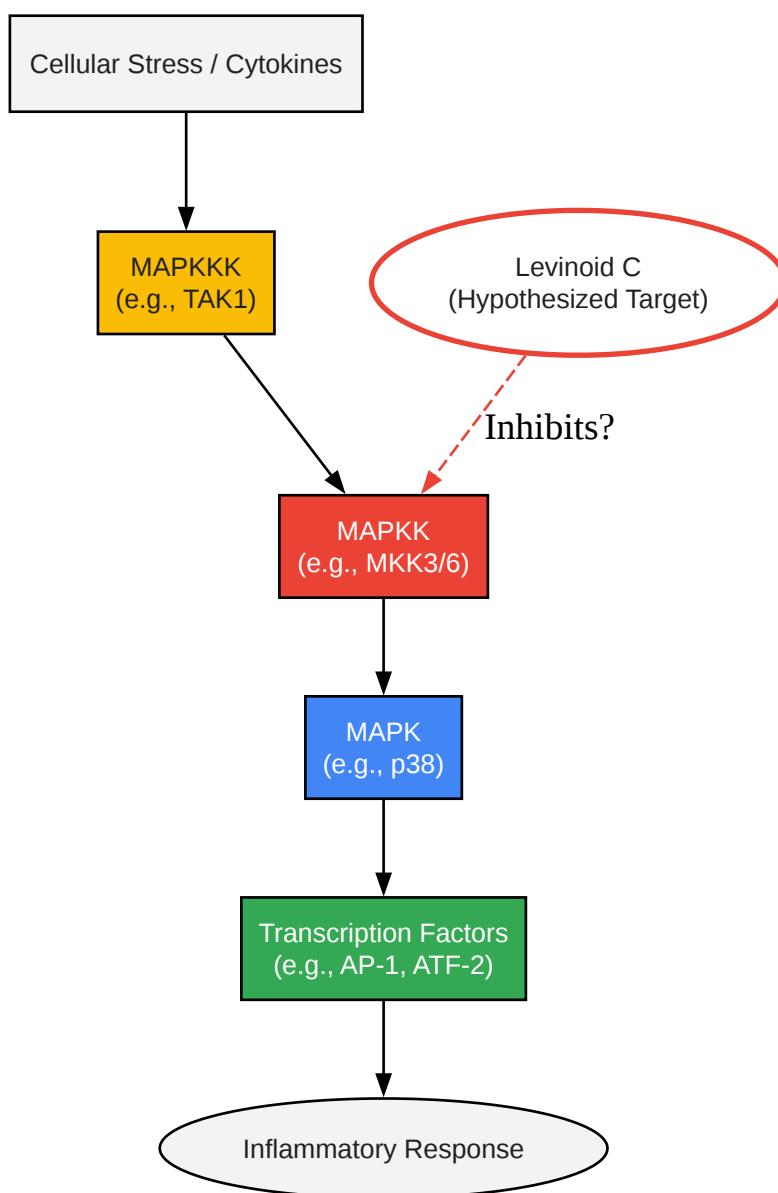 Cellular Stress / Cytokines
MAPKKK
(e.g., TAK1)
Levinoid C
(Hypothesized Target)
Inhibits?
MAPKK
(e.g., MKK3/6)
MAPK
(e.g., p38)
Transcription Factors
(e.g., AP-1, ATF-2)
Inflammatory Response